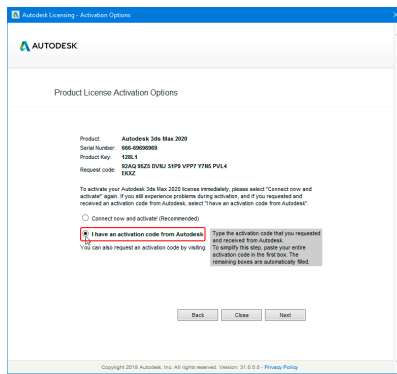 Autodesk Licensing - Activation Options
AUTODESK
Product License Activation Options
Product: Autodesk 3ds Max 2020
Serial Number: 666-69696969
Product Key: 128L1
Request code: 92AQ 95Z5 DVNJ S1P9 VPP7 Y7N5 PVL4
EKXZ
To activate your Autodesk 3ds Max 2020 license immediately, please select "Connect now and
activate!" again. If you still experience problems during activation, and if you requested and
received an activation code from Autodesk, select "I have an activation code from Autodesk".
Connect now and activate! (Recommended)
I have an activation code from Autodesk
You can also request an activation code by visiting:
Type the activation code that you requested
and received from Autodesk.
To simplify this step, paste your entire
activation code in the first box. The
remaining boxes are automatically filled.
Back Close Next
Copyright 2018 Autodesk, Inc. All rights reserved. Version: 31.0.0.0 - Privacy Policy